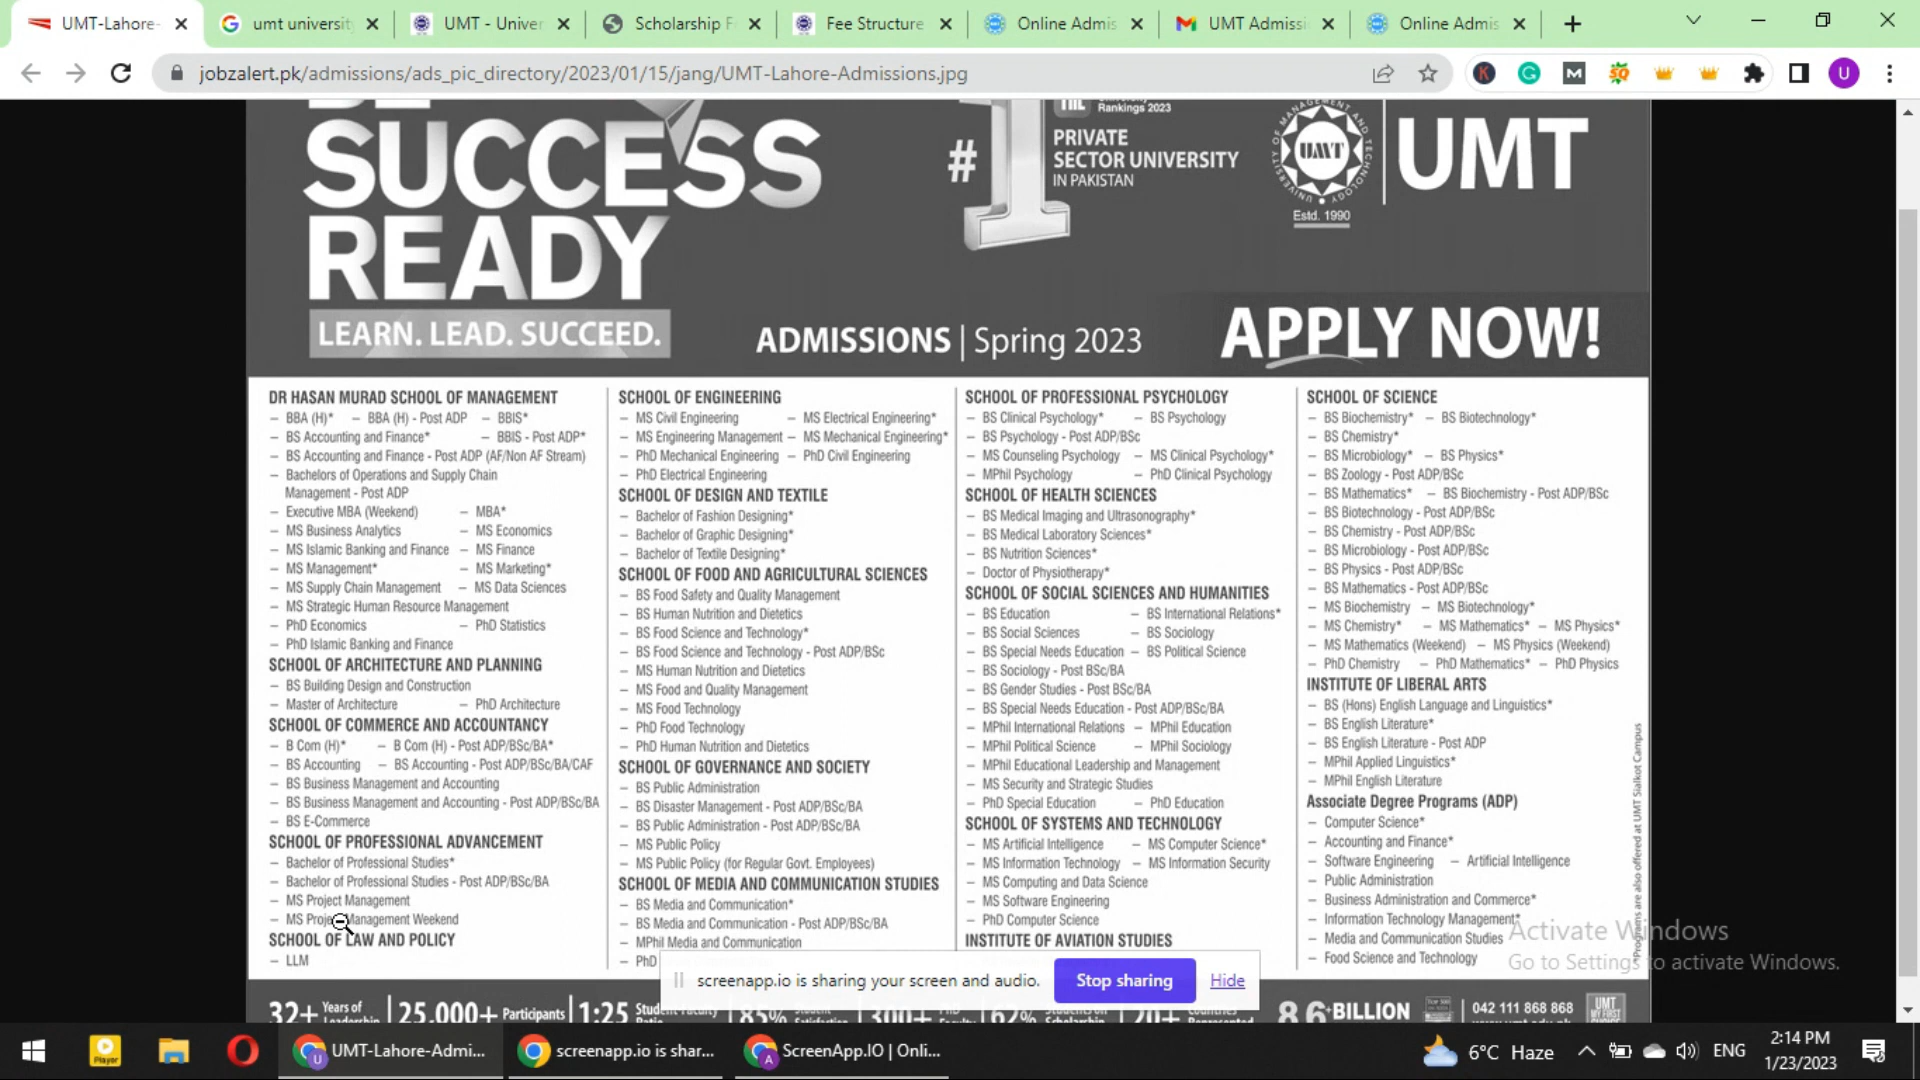 UMT-Lahore-
umt university
UMT - Univer
Scholarship F
Fee Structure
Online Admis
UMT Admissi
Online Admis
jobzalert.pk/admissions/ads_pic_directory/2023/01/15/jang/UMT-Lahore-Admissions.jpg
SUCCESS
READY
LEARN. LEAD. SUCCEED.
#1
Rankings 2023
PRIVATE
SECTOR UNIVERSITY
IN PAKISTAN
UNIVERSITY OF MANAGEMENT AND TECHNOLOGY
UMT
Estd. 1990
UMT
ADMISSIONS | Spring 2023
APPLY NOW!
DR HASAN MURAD SCHOOL OF MANAGEMENT
– BBA (H)* – BBA (H) - Post ADP – BBIS*
– BS Accounting and Finance* – BBIS - Post ADP*
– BS Accounting and Finance - Post ADP (AF/Non AF Stream)
– Bachelors of Operations and Supply Chain
Management - Post ADP
– Executive MBA (Weekend) – MBA*
– MS Business Analytics – MS Economics
– MS Islamic Banking and Finance – MS Finance
– MS Management* – MS Marketing*
– MS Supply Chain Management – MS Data Sciences
– MS Strategic Human Resource Management
– PhD Economics – PhD Statistics
– PhD Islamic Banking and Finance
SCHOOL OF ARCHITECTURE AND PLANNING
– BS Building Design and Construction
– Master of Architecture – PhD Architecture
SCHOOL OF COMMERCE AND ACCOUNTANCY
– B Com (H)* – B Com (H) - Post ADP/BSc/BA*
– BS Accounting – BS Accounting - Post ADP/BSc/BA/CAF
– BS Business Management and Accounting
– BS Business Management and Accounting - Post ADP/BSc/BA
– BS E-Commerce
SCHOOL OF PROFESSIONAL ADVANCEMENT
– Bachelor of Professional Studies*
– Bachelor of Professional Studies - Post ADP/BSc/BA
– MS Project Management
– MS Project Management Weekend
SCHOOL OF LAW AND POLICY
– LLM
SCHOOL OF ENGINEERING
– MS Civil Engineering – MS Electrical Engineering*
– MS Engineering Management – MS Mechanical Engineering*
– PhD Mechanical Engineering – PhD Civil Engineering
– PhD Electrical Engineering
SCHOOL OF DESIGN AND TEXTILE
– Bachelor of Fashion Designing*
– Bachelor of Graphic Designing*
– Bachelor of Textile Designing*
SCHOOL OF FOOD AND AGRICULTURAL SCIENCES
– BS Food Safety and Quality Management
– BS Human Nutrition and Dietetics
– BS Food Science and Technology*
– BS Food Science and Technology - Post ADP/BSc
– MS Human Nutrition and Dietetics
– MS Food and Quality Management
– MS Food Technology
– PhD Food Technology
– PhD Human Nutrition and Dietetics
SCHOOL OF GOVERNANCE AND SOCIETY
– BS Public Administration
– BS Disaster Management - Post ADP/BSc/BA
– BS Public Administration - Post ADP/BSc/BA
– MS Public Policy
– MS Public Policy (for Regular Govt. Employees)
SCHOOL OF MEDIA AND COMMUNICATION STUDIES
– BS Media and Communication*
– BS Media and Communication - Post ADP/BSc/BA
– MPhil Media and Communication
– PhD
SCHOOL OF PROFESSIONAL PSYCHOLOGY
– BS Clinical Psychology* – BS Psychology
– BS Psychology - Post ADP/BSc
– MS Counseling Psychology – MS Clinical Psychology*
– MPhil Psychology – PhD Clinical Psychology
SCHOOL OF HEALTH SCIENCES
– BS Medical Imaging and Ultrasonography*
– BS Medical Laboratory Sciences*
– BS Nutrition Sciences*
– Doctor of Physiotherapy*
SCHOOL OF SOCIAL SCIENCES AND HUMANITIES
– BS Education – BS International Relations*
– BS Social Sciences – BS Sociology
– BS Special Needs Education – BS Political Science
– BS Sociology - Post BSc/BA
– BS Gender Studies - Post BSc/BA
– BS Special Needs Education - Post ADP/BSc/BA
– MPhil International Relations – MPhil Education
– MPhil Political Science – MPhil Sociology
– MPhil Educational Leadership and Management
– MS Security and Strategic Studies
– PhD Special Education – PhD Education
SCHOOL OF SYSTEMS AND TECHNOLOGY
– MS Artificial Intelligence – MS Computer Science*
– MS Information Technology – MS Information Security
– MS Computing and Data Science
– MS Software Engineering
– PhD Computer Science
INSTITUTE OF AVIATION STUDIES
SCHOOL OF SCIENCE
– BS Biochemistry* – BS Biotechnology*
– BS Chemistry*
– BS Microbiology* – BS Physics*
– BS Zoology - Post ADP/BSc
– BS Mathematics* – BS Biochemistry - Post ADP/BSc
– BS Biotechnology - Post ADP/BSc
– BS Chemistry - Post ADP/BSc
– BS Microbiology - Post ADP/BSc
– BS Physics - Post ADP/BSc
– BS Mathematics - Post ADP/BSc
– MS Biochemistry – MS Biotechnology*
– MS Chemistry* – MS Mathematics* – MS Physics*
– MS Mathematics (Weekend) – MS Physics (Weekend)
– PhD Chemistry – PhD Mathematics* – PhD Physics
INSTITUTE OF LIBERAL ARTS
– BS (Hons) English Language and Linguistics*
– BS English Literature*
– BS English Literature - Post ADP
– MPhil Applied Linguistics*
– MPhil English Literature
Associate Degree Programs (ADP)
– Computer Science*
– Accounting and Finance*
– Software Engineering – Artificial Intelligence
– Public Administration
– Business Administration and Commerce*
– Information Technology Management*
– Media and Communication Studies
– Food Science and Technology
*Programs are also offered at UMT Sialkot Campus
Activate Windows
Go to Settings to activate Windows.
screenapp.io is sharing your screen and audio.
Stop sharing
Hide
32+ Years of
25,000+ Participants
1:25
85%
300+
62%
20+
8.6+BILLION
042 111 868 868
UMT-Lahore-Admi...
screenapp.io is shar...
ScreenApp.IO | Onli...
6°C Haze
ENG
2:14 PM
1/23/2023